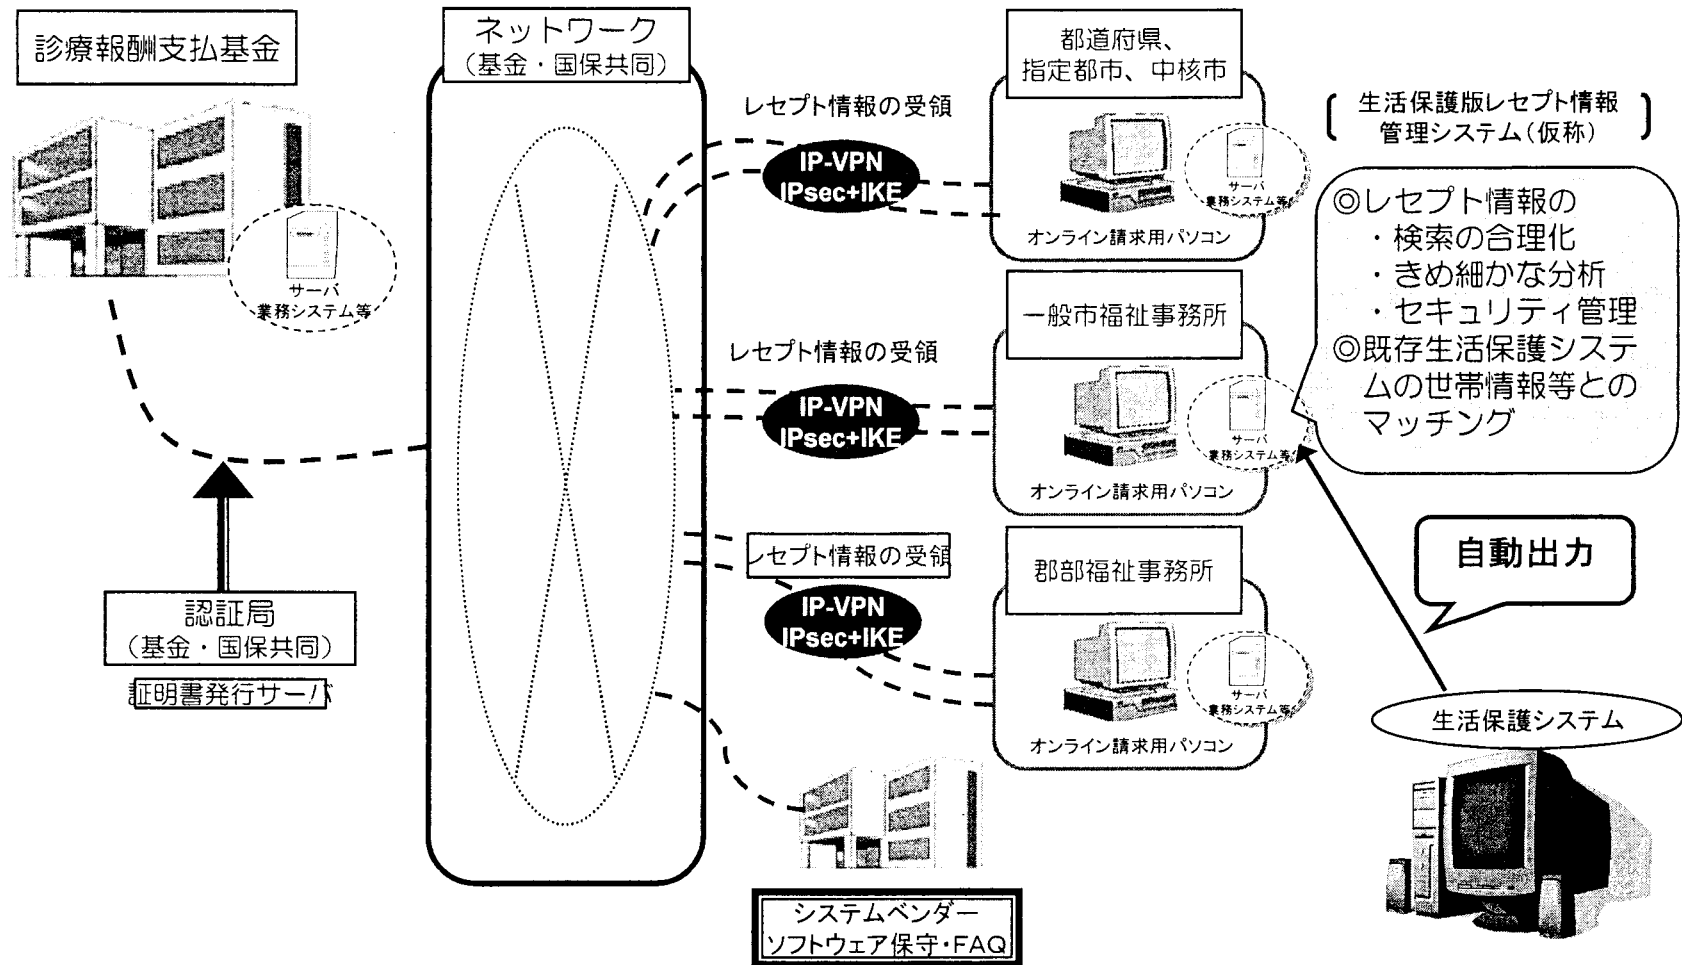 診療報酬支払基金
サーバ
業務システム等
認証局
(基金・国保共同)
証明書発行サーバ
ネットワーク
(基金・国保共同)
レセプト情報の受領
IP-VPN
IPsec+IKE
都道府県、
指定都市、中核市
サーバ
業務システム等
オンライン請求用パソコン
レセプト情報の受領
IP-VPN
IPsec+IKE
一般市福祉事務所
サーバ
業務システム等
オンライン請求用パソコン
レセプト情報の受領
IP-VPN
IPsec+IKE
郡部福祉事務所
サーバ
業務システム等
オンライン請求用パソコン
システムベンダー
ソフトウェア保守・FAQ
生活保護版レセプト情報
管理システム(仮称)
◎レセプト情報の
・検索の合理化
・きめ細かな分析
・セキュリティ管理
◎既存生活保護システ
ムの世帯情報等との
マッチング
自動出力
生活保護システム